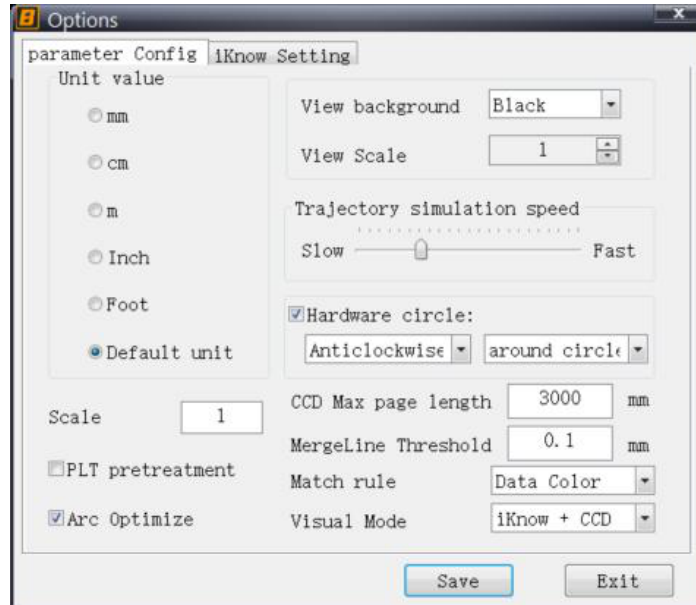 Options
parameter Config iKnow Setting
Unit value
mm
cm
m
Inch
Foot
Default unit
Scale 1
PLT pretreatment
Arc Optimize
View background Black
View Scale 1
Trajectory simulation speed
Slow Fast
Hardware circle:
Anticlockwise around circle
CCD Max page length 3000 mm
MergeLine Threshold 0.1 mm
Match rule Data Color
Visual Mode iKnow + CCD
Save Exit